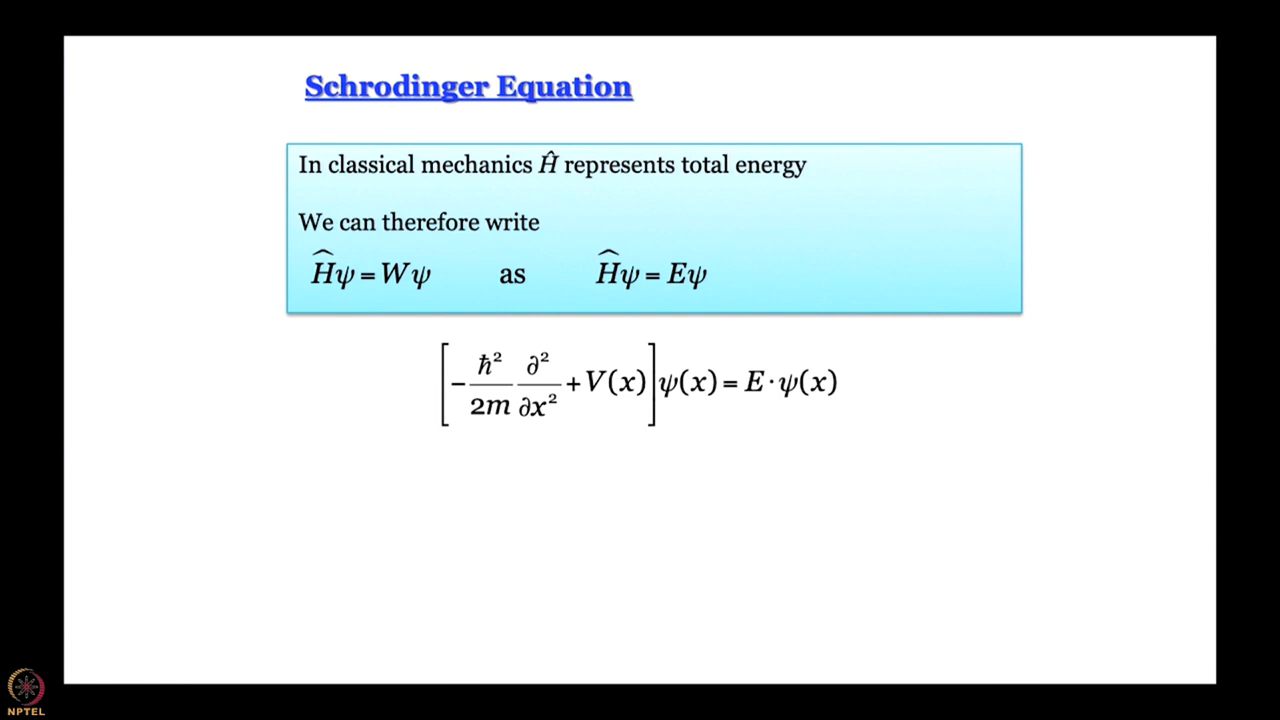 Schrodinger Equation
In classical mechanics Ĥ represents total energy
We can therefore write
Ĥψ = Wψ as Ĥψ = Eψ
[-ħ²/2m ∂²/∂x² + V(x)]ψ(x) = E·ψ(x)
NPTEL